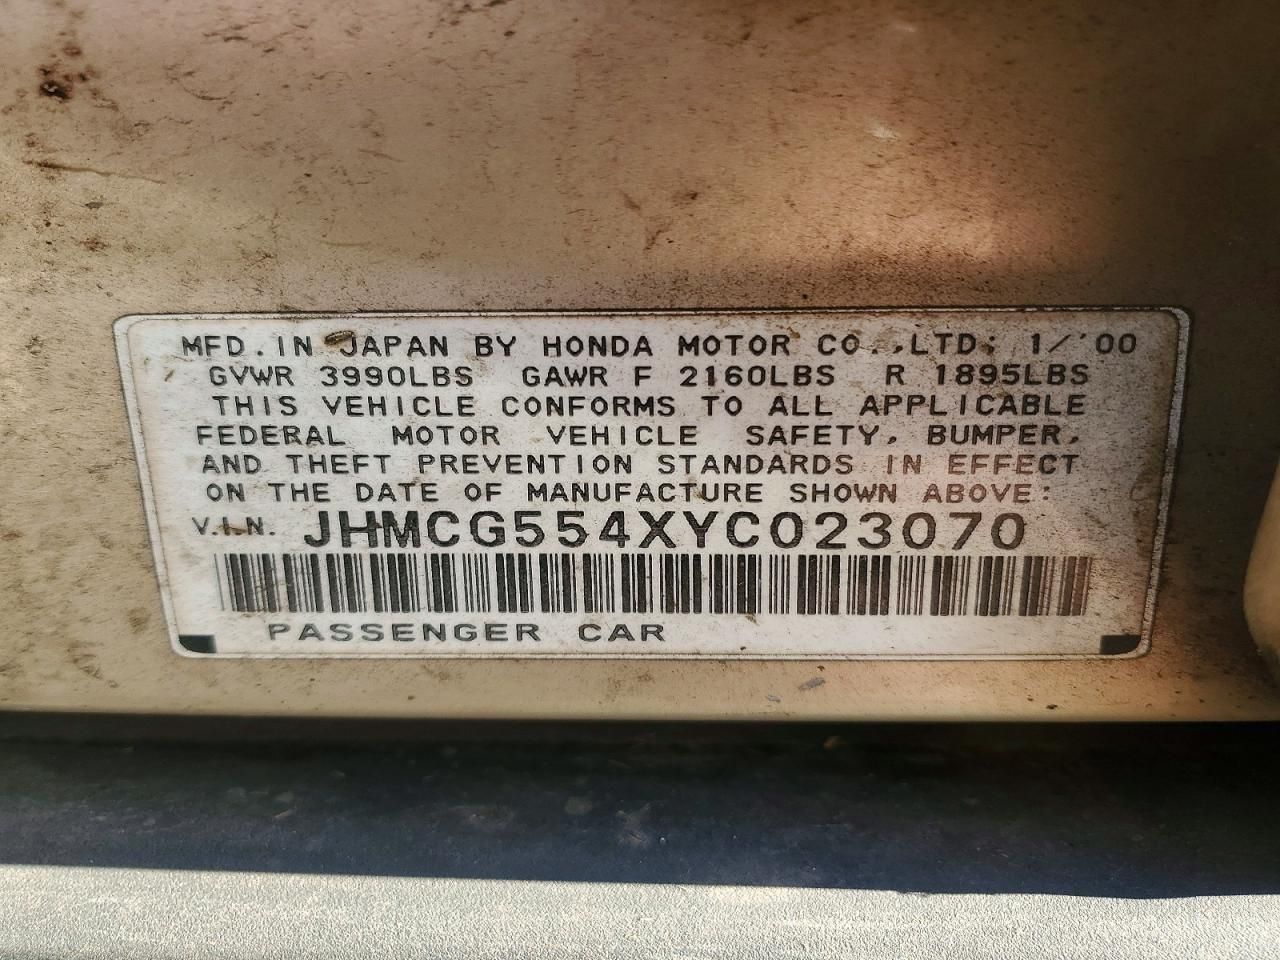 MFD. IN JAPAN BY HONDA MOTOR CO.,LTD; 1/'00
GVWR 3990LBS GAWR F 2160LBS R 1895LBS
THIS VEHICLE CONFORMS TO ALL APPLICABLE
FEDERAL MOTOR VEHICLE SAFETY, BUMPER,
AND THEFT PREVENTION STANDARDS IN EFFECT
ON THE DATE OF MANUFACTURE SHOWN ABOVE:
V.I.N. JHMCG554XYC023070
PASSENGER CAR